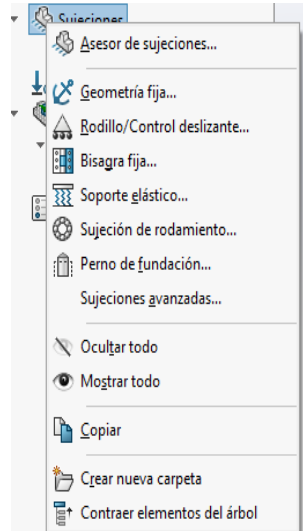 Sujeciones
Asesor de sujeciones...
Geometría fija...
Rodillo/Control deslizante...
Bisagra fija...
Soporte elástico...
Sujeción de rodamiento...
Perno de fundación...
Sujeciones avanzadas...
Ocultar todo
Mostrar todo
Copiar
Crear nueva carpeta
Contraer elementos del árbol